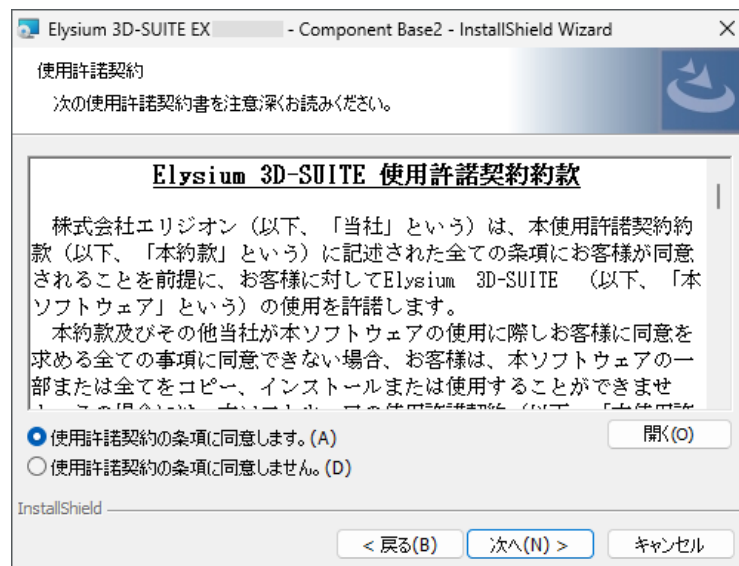 Elysium 3D-SUITE EX - Component Base2 - InstallShield Wizard
使用許諾契約
次の使用許諾契約書を注意深くお読みください。
Elysium 3D-SUITE 使用許諾契約約款
株式会社エリジオン（以下、「当社」という）は、本使用許諾契約約
款（以下、「本約款」という）に記述された全ての条項にお客様が同意
されることを前提に、お客様に対してElysium 3D-SUITE （以下、「本
ソフトウェア」という）の使用を許諾します。
本約款及びその他当社が本ソフトウェアの使用に際しお客様に同意を
求める全ての事項に同意できない場合、お客様は、本ソフトウェアの一
部または全てをコピー、インストールまたは使用することができませ
使用許諾契約の条項に同意します。(A)
開く(O)
使用許諾契約の条項に同意しません。(D)
InstallShield
< 戻る(B)
次へ(N) >
キャンセル